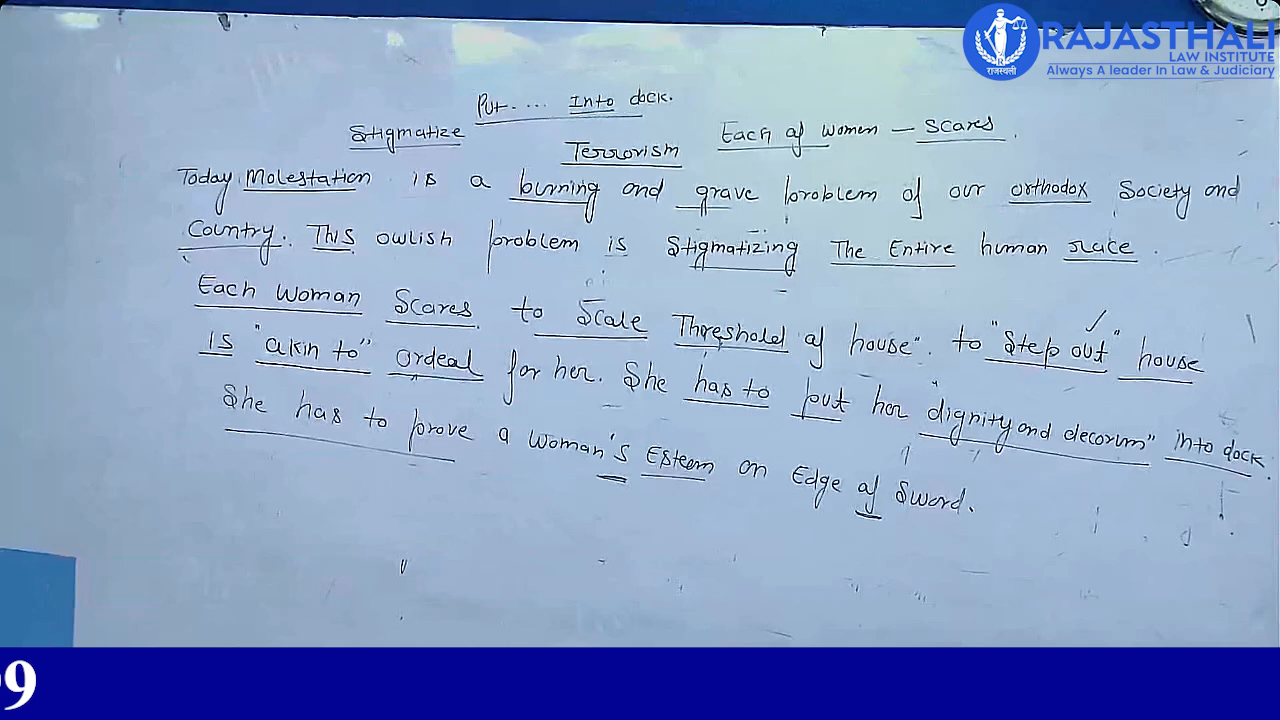 RAJASTHALI
LAW INSTITUTE
Always A leader In Law & Judiciary
राजस्थली
Put .... Into dock.
Stigmatize
Each of women - Scares.
Terrorism
Today Molestation is a burning and grave problem of our orthodox Society and
Country. This owlish problem is Stigmatizing The Entire human race.
Each woman Scares to Scale Threshold of house". to "Step out" house
is "akin to" ordeal for her. She has to put her "dignity and decorum" into dock.
She has to prove a woman's Esteem on Edge of Sword.
9